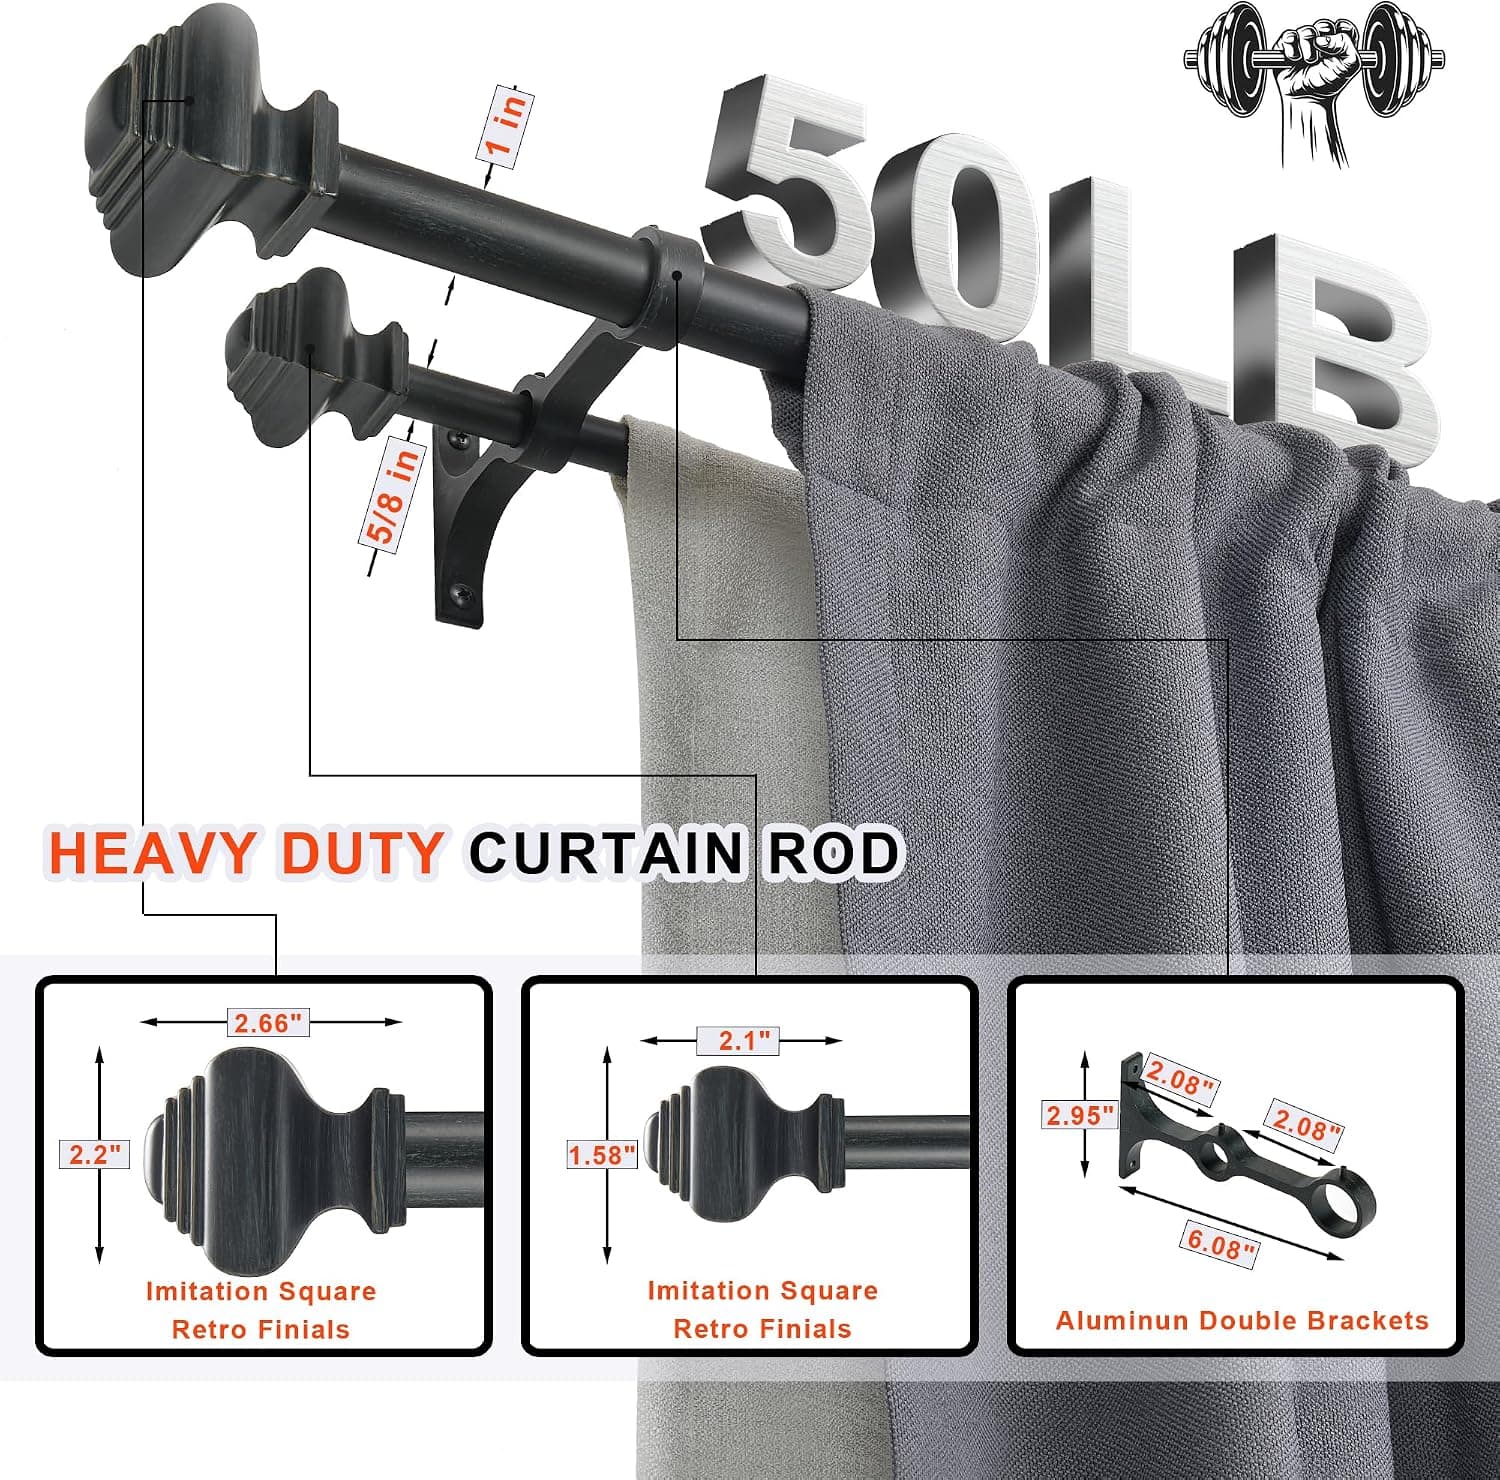 50LB
1 in
5/8 in
HEAVY DUTY CURTAIN ROD
2.66"
2.2"
Imitation Square
Retro Finials
2.1"
1.58"
Imitation Square
Retro Finials
2.08"
2.95"
2.08"
6.08"
Aluminun Double Brackets